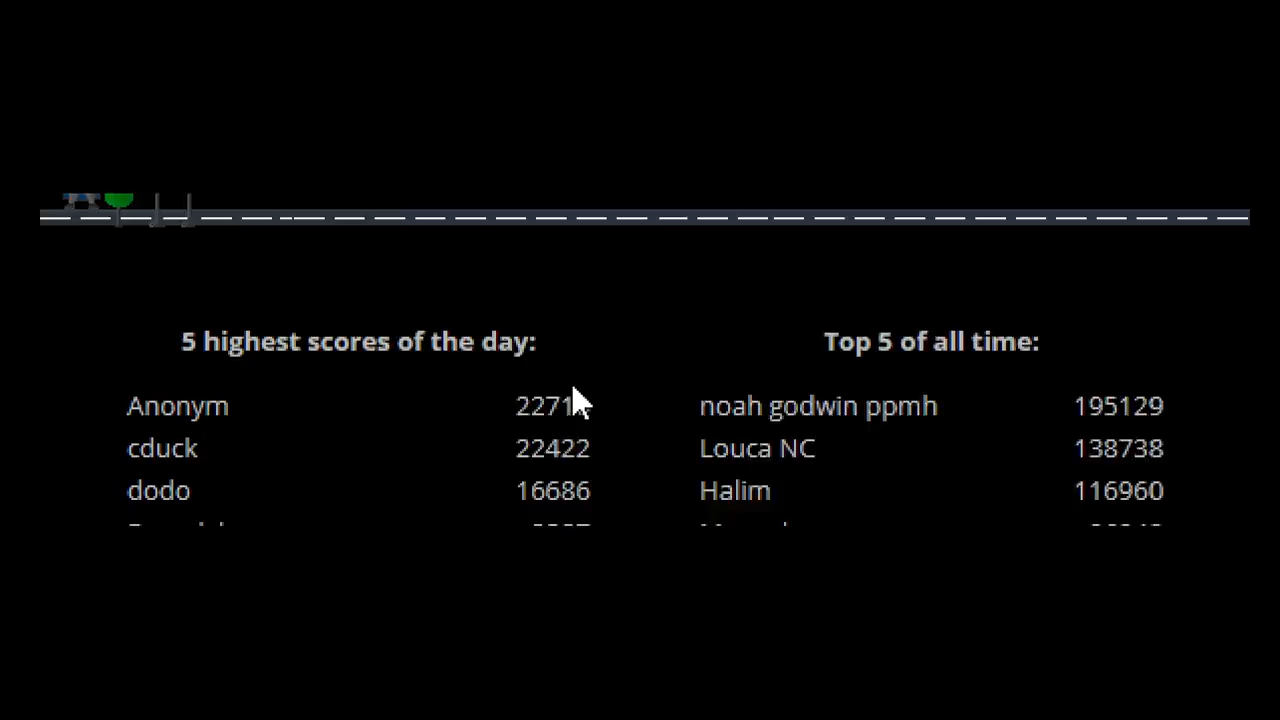 5 highest scores of the day:
Anonym
cduck 22422
dodo 16686
Top 5 of all time:
noah godwin ppmh 195129
Louca NC 138738
Halim 116960